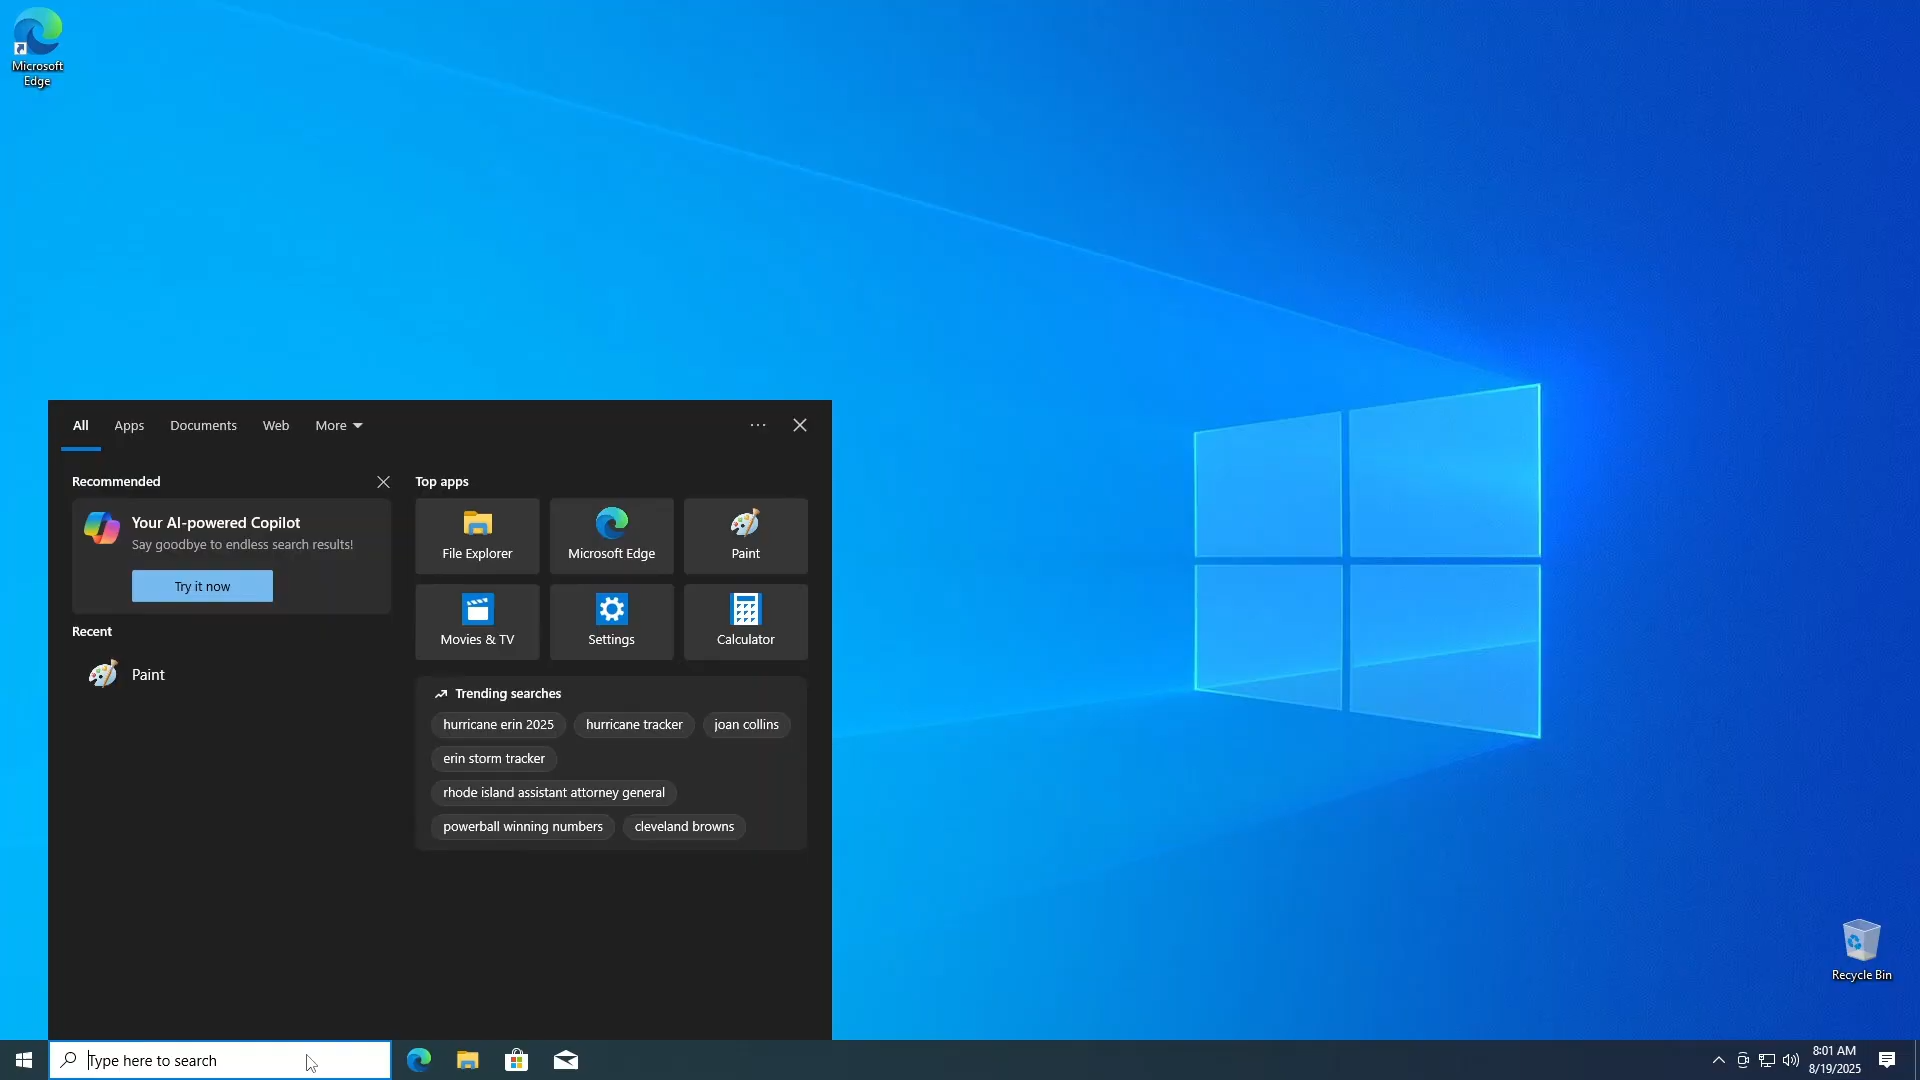 Microsoft
Edge
All Apps Documents Web More
Recommended
Your AI-powered Copilot
Say goodbye to endless search results!
Try it now
Recent
Paint
Top apps
File Explorer Microsoft Edge Paint
Movies & TV Settings Calculator
Trending searches
hurricane erin 2025 hurricane tracker joan collins
erin storm tracker
rhode island assistant attorney general
powerball winning numbers cleveland browns
Recycle Bin
Type here to search
8:01 AM
8/19/2025